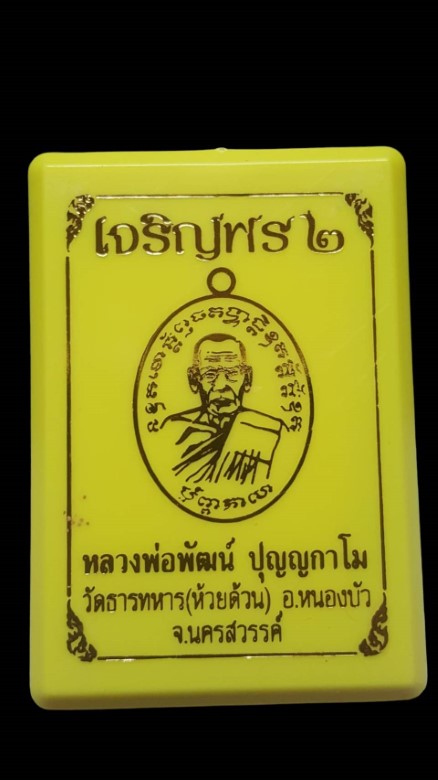 เจริญพร ๒
หลวงพ่อพัฒน์ ปุญญกาโม
วัดธารทหาร(ห้วยด้วน) อ.หนองบัว
จ.นครสวรรค์